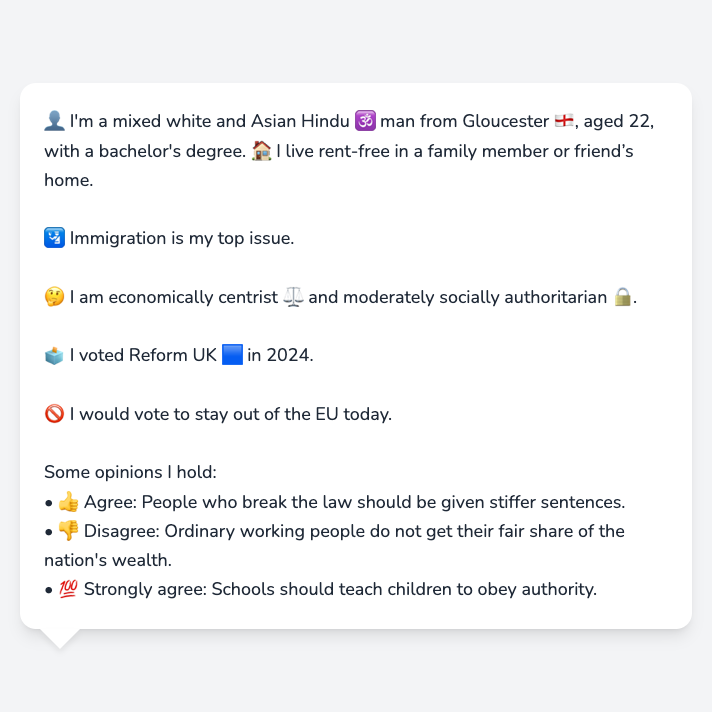 👤 I'm a mixed white and Asian Hindu 🕉️ man from Gloucester 🏴󠁧󠁢󠁥󠁮󠁧󠁿, aged 22,
with a bachelor's degree. 🏠 I live rent-free in a family member or friend’s
home.
🛂 Immigration is my top issue.
🤔 I am economically centrist ⚖️ and moderately socially authoritarian 🔒.
🗳️ I voted Reform UK 🟦 in 2024.
🚫 I would vote to stay out of the EU today.
Some opinions I hold:
• 👍 Agree: People who break the law should be given stiffer sentences.
• 👎 Disagree: Ordinary working people do not get their fair share of the
nation's wealth.
• 💯 Strongly agree: Schools should teach children to obey authority.